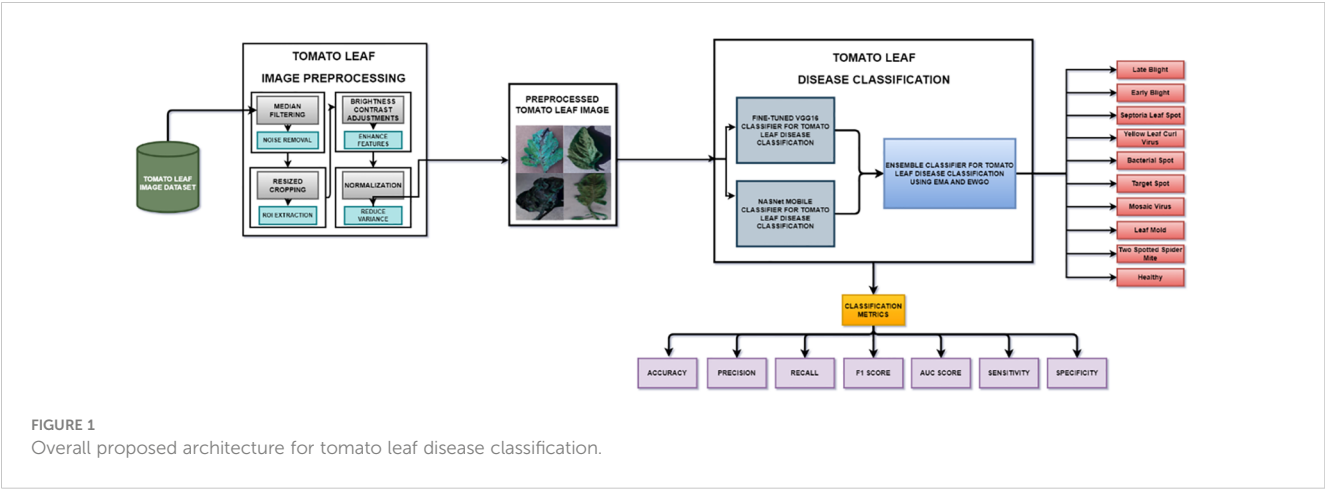 TOMATO LEAF
IMAGE DATASET
TOMATO LEAF
IMAGE PREPROCESSING
MEDIAN
FILTERING
NOISE REMOVAL
RESIZED
CROPPING
ROI EXTRACTION
BRIGHTNESS
CONTRAST
ADJUSTMENTS
ENHANCE
FEATURES
NORMALIZATION
REDUCE
VARIANCE
PREPROCESSED
TOMATO LEAF IMAGE
TOMATO LEAF
DISEASE CLASSIFICATION
FINE-TUNED VGG16
CLASSIFIER FOR TOMATO
LEAF DISEASE
CLASSIFICATION
NASNet MOBILE
CLASSIFIER FOR TOMATO
LEAF DISEASE
CLASSIFICATION
ENSEMBLE CLASSIFIER FOR TOMATO
LEAF DISEASE CLASSIFICATION
USING EMA AND EWGO
Late Blight
Early Blight
Septoria Leaf Spot
Yellow Leaf Curl
Virus
Bacterial Spot
Target Spot
Mosaic Virus
Leaf Mold
Two Spotted Spider
Mite
Healthy
CLASSIFICATION
METRICS
ACCURACY
PRECISION
RECALL
F1 SCORE
AUC SCORE
SENSITIVITY
SPECIFICITY
FIGURE 1
Overall proposed architecture for tomato leaf disease classification.